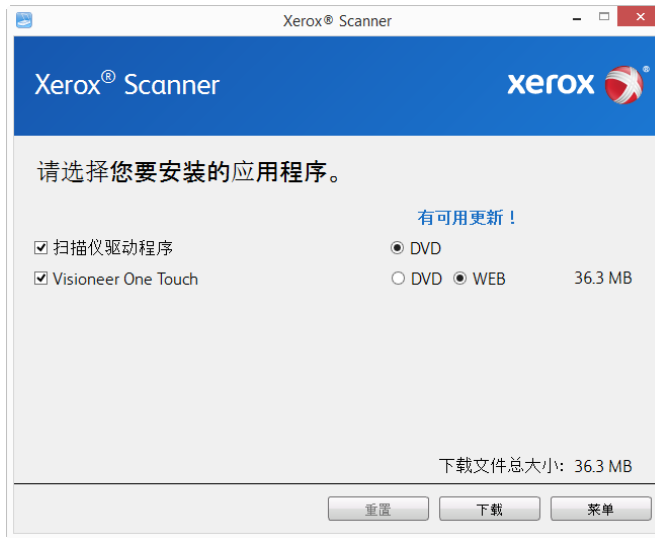 Xerox® Scanner
Xerox® Scanner
xerox®
请选择您要安装的应用程序。
有可用更新！
扫描仪驱动程序 DVD
Visioneer One Touch DVD WEB 36.3 MB
下载文件总大小: 36.3 MB
重置 下载 菜单